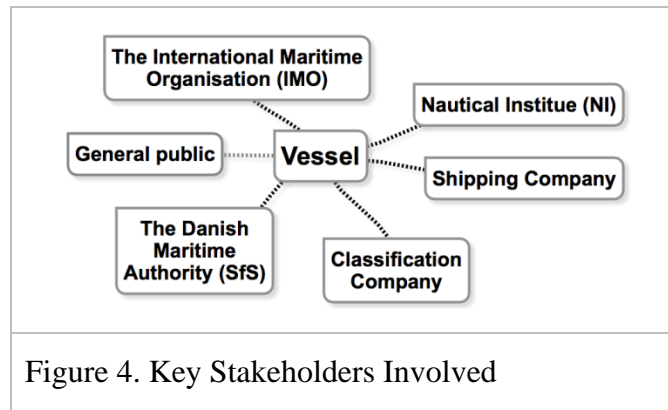 The International Maritime
Organisation (IMO)
Nautical Institue (NI)
General public
Vessel
Shipping Company
The Danish
Maritime
Authority (SfS)
Classification
Company
Figure 4. Key Stakeholders Involved